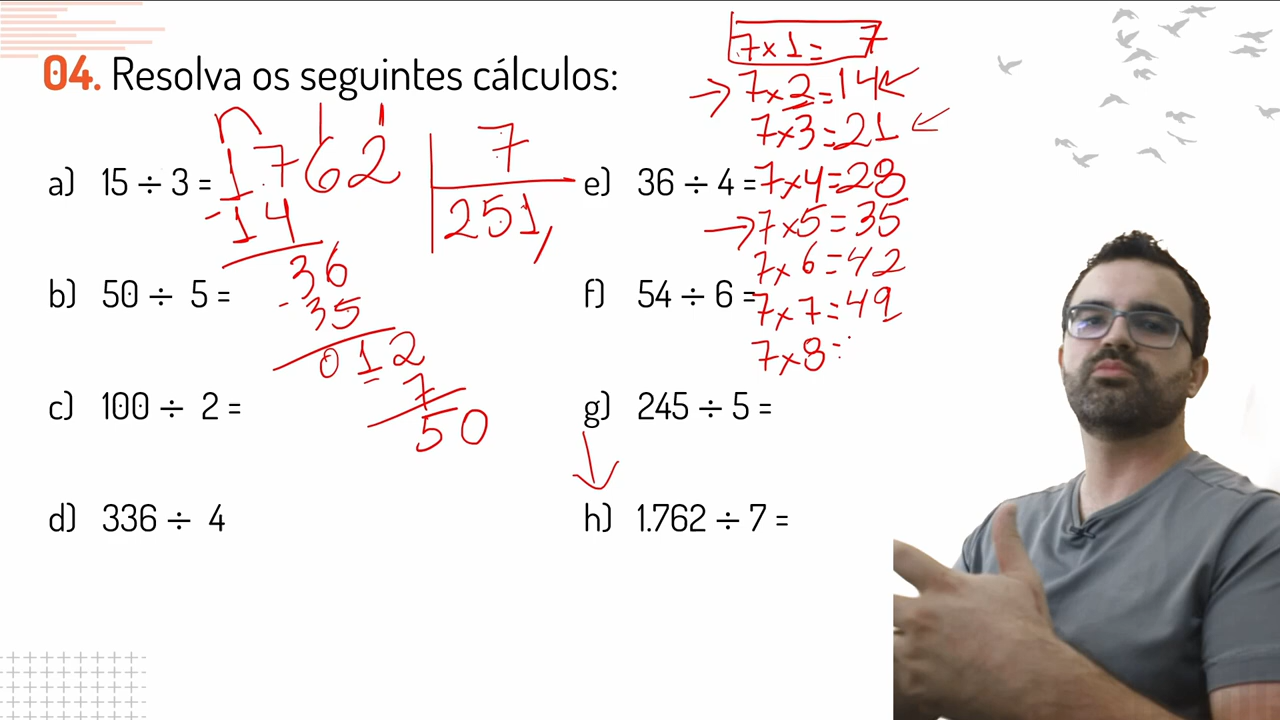 04. Resolva os seguintes cálculos:
a) 15 ÷ 3 =
b) 50 ÷ 5 =
c) 100 ÷ 2 =
d) 336 ÷ 4
e) 36 ÷ 4 =
f) 54 ÷ 6 =
g) 245 ÷ 5 =
h) 1.762 ÷ 7 =
1762 7
-14 251,
36
-35
012
7
50
7x1= 7
7x2=14
7x3=21
7x4=28
7x5=35
7x6=42
7x7=49
7x8=